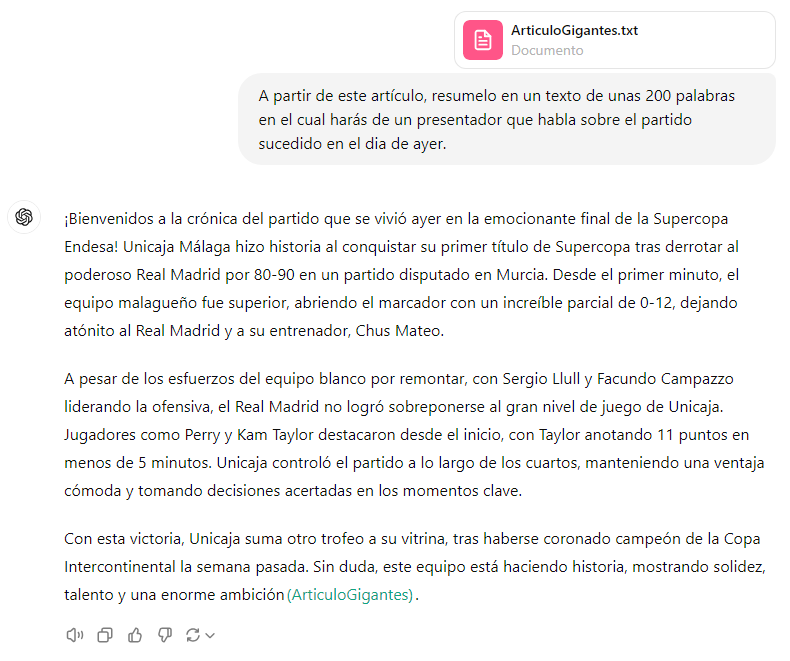 ArticuloGigantes.txt
Documento
A partir de este artículo, resumelo en un texto de unas 200 palabras
en el cual harás de un presentador que habla sobre el partido
sucedido en el dia de ayer.
¡Bienvenidos a la crónica del partido que se vivió ayer en la emocionante final de la Supercopa
Endesa! Unicaja Málaga hizo historia al conquistar su primer título de Supercopa tras derrotar al
poderoso Real Madrid por 80-90 en un partido disputado en Murcia. Desde el primer minuto, el
equipo malagueño fue superior, abriendo el marcador con un increíble parcial de 0-12, dejando
atónito al Real Madrid y a su entrenador, Chus Mateo.
A pesar de los esfuerzos del equipo blanco por remontar, con Sergio Llull y Facundo Campazzo
liderando la ofensiva, el Real Madrid no logró sobreponerse al gran nivel de juego de Unicaja.
Jugadores como Perry y Kam Taylor destacaron desde el inicio, con Taylor anotando 11 puntos en
menos de 5 minutos. Unicaja controló el partido a lo largo de los cuartos, manteniendo una ventaja
cómoda y tomando decisiones acertadas en los momentos clave.
Con esta victoria, Unicaja suma otro trofeo a su vitrina, tras haberse coronado campeón de la Copa
Intercontinental la semana pasada. Sin duda, este equipo está haciendo historia, mostrando solidez,
talento y una enorme ambición (ArticuloGigantes).